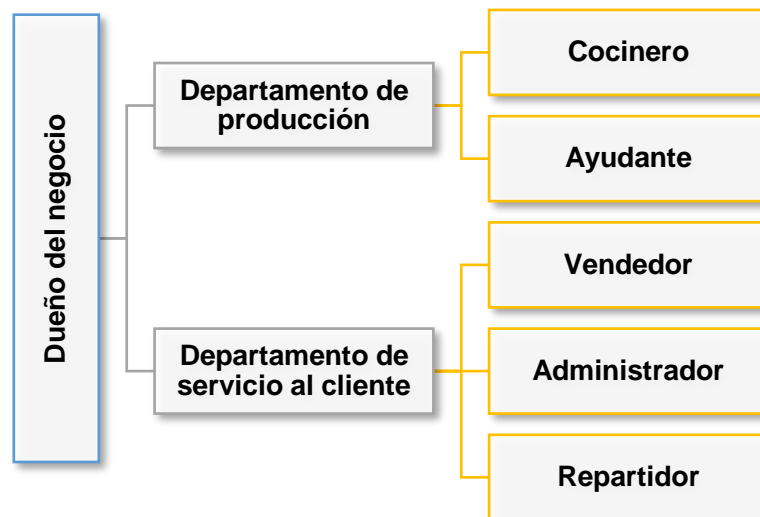 Dueño del negocio
Departamento de
producción
Cocinero
Ayudante
Departamento de
servicio al cliente
Vendedor
Administrador
Repartidor